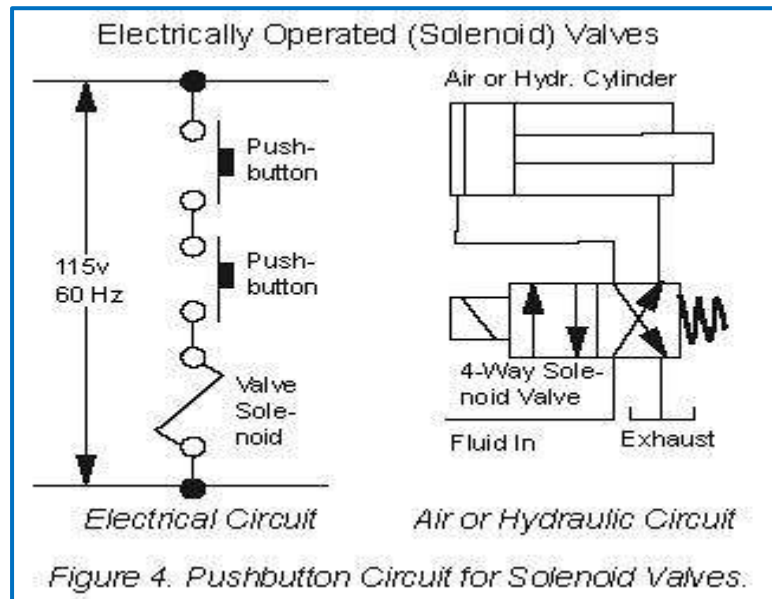 Electrically Operated (Solenoid) Valves
Air or Hydr. Cylinder
Push-
button
Push-
button
115v
60 Hz
Valve
Sole-
noid
4-Way Sole-
noid Valve
Fluid In
Exhaust
Electrical Circuit
Air or Hydraulic Circuit
Figure 4. Pushbutton Circuit for Solenoid Valves.